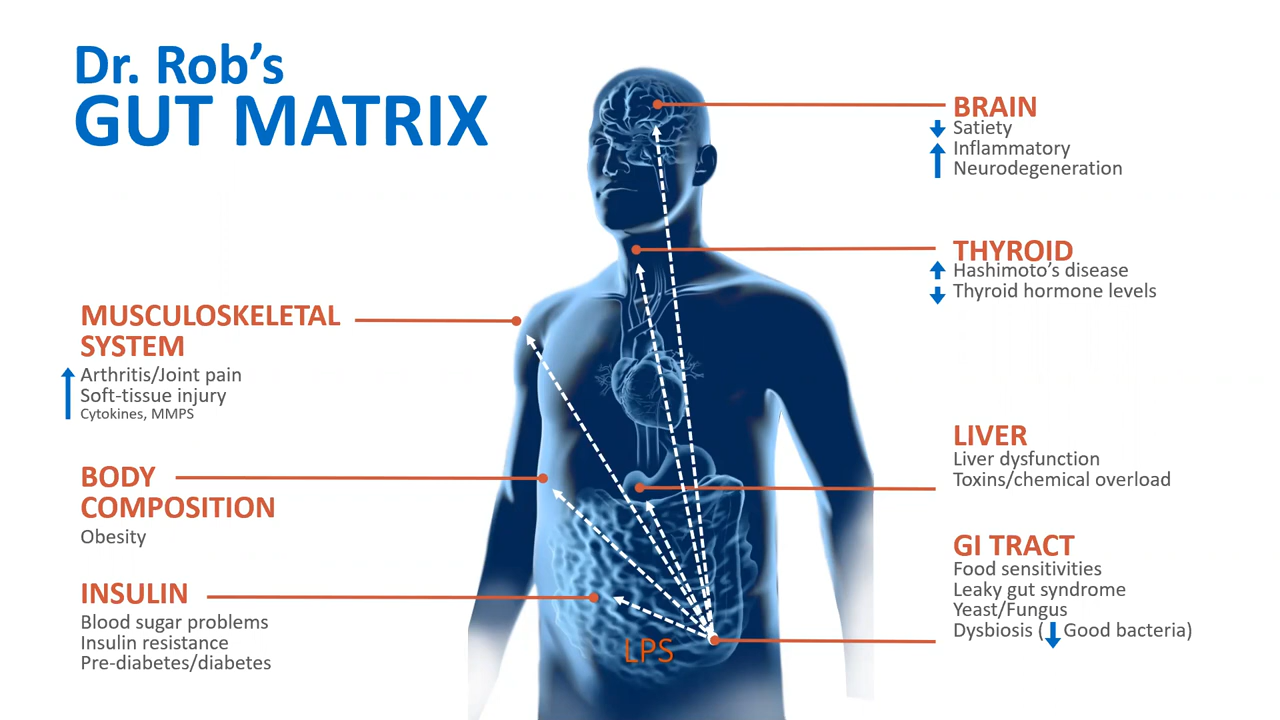 Dr. Rob's
GUT MATRIX
MUSCULOSKELETAL
SYSTEM
Arthritis/Joint pain
Soft-tissue injury
Cytokines, MMPS
BODY
COMPOSITION
Obesity
INSULIN
Blood sugar problems
Insulin resistance
Pre-diabetes/diabetes
LPS
BRAIN
Satiety
Inflammatory
Neurodegeneration
THYROID
Hashimoto's disease
Thyroid hormone levels
LIVER
Liver dysfunction
Toxins/chemical overload
GI TRACT
Food sensitivities
Leaky gut syndrome
Yeast/Fungus
Dysbiosis (↓ Good bacteria)